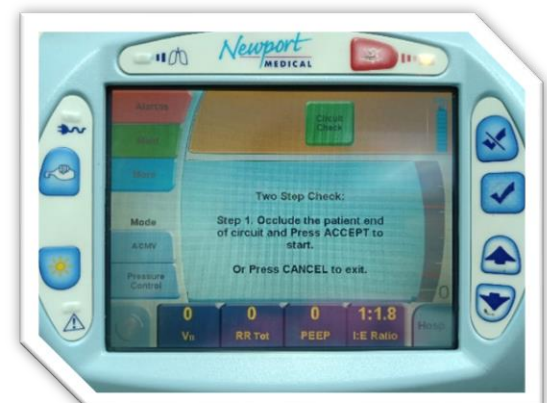 Newport
MEDICAL
Alarms
Circuit
Check
More
Two Step Check:
Mode
Step 1. Occlude the patient end
of circuit and Press ACCEPT to
start.
A/CMV
Or Press CANCEL to exit.
Pressure
Control
0
0 0 0 1:1.8
RR Tot PEEP I:E Ratio